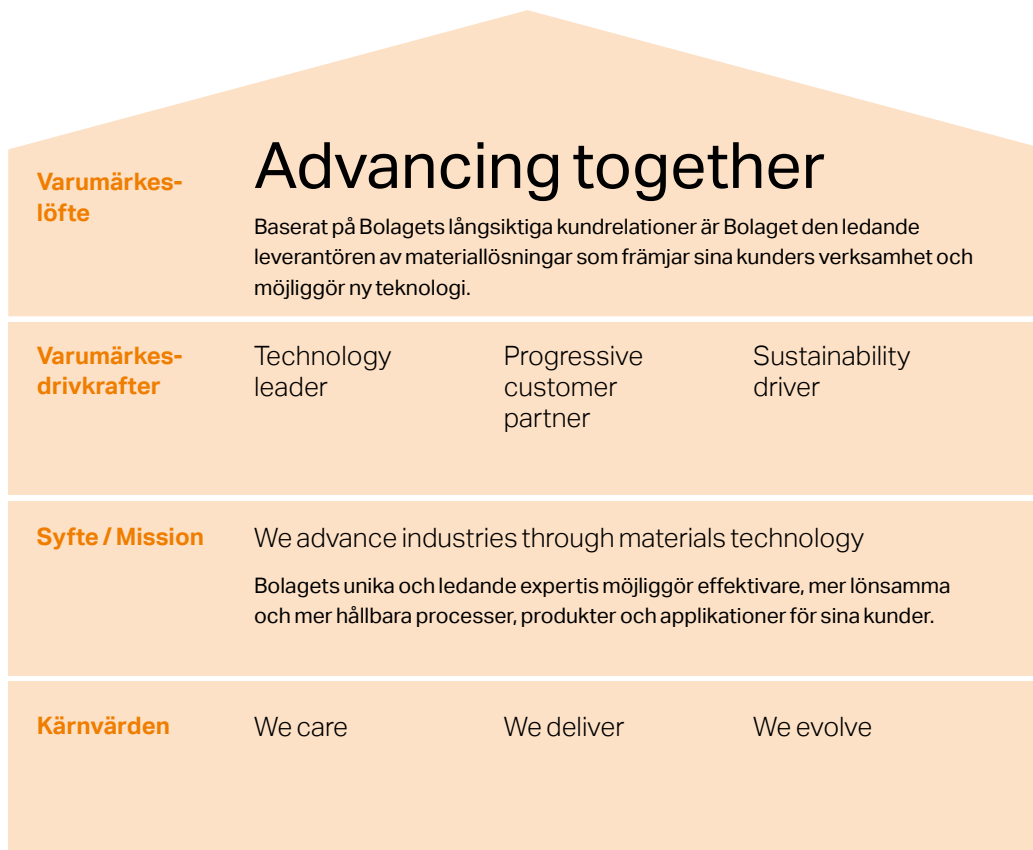 Varumärkes-
löfte
Advancing together
Baserat på Bolagets långsiktiga kundrelationer är Bolaget den ledande
leverantören av materiallösningar som främjar sina kunders verksamhet och
möjliggör ny teknologi.
Varumärkes-
drivkrafter
Technology
leader
Progressive
customer
partner
Sustainability
driver
Syfte / Mission
We advance industries through materials technology
Bolagets unika och ledande expertis möjliggör effektivare, mer lönsamma
och mer hållbara processer, produkter och applikationer för sina kunder.
Kärnvärden
We care
We deliver
We evolve